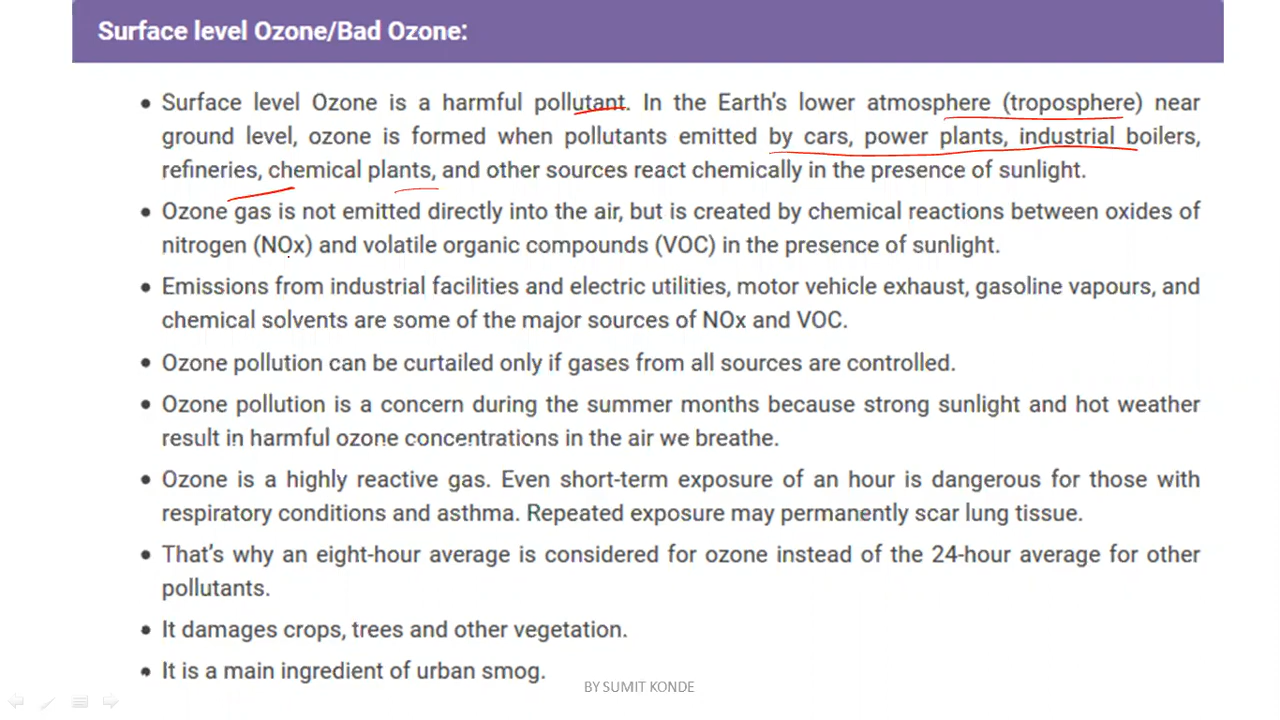 Surface level Ozone/Bad Ozone:
• Surface level Ozone is a harmful pollutant. In the Earth's lower atmosphere (troposphere) near
ground level, ozone is formed when pollutants emitted by cars, power plants, industrial boilers,
refineries, chemical plants, and other sources react chemically in the presence of sunlight.
• Ozone gas is not emitted directly into the air, but is created by chemical reactions between oxides of
nitrogen (NOx) and volatile organic compounds (VOC) in the presence of sunlight.
• Emissions from industrial facilities and electric utilities, motor vehicle exhaust, gasoline vapours, and
chemical solvents are some of the major sources of NOx and VOC.
• Ozone pollution can be curtailed only if gases from all sources are controlled.
• Ozone pollution is a concern during the summer months because strong sunlight and hot weather
result in harmful ozone concentrations in the air we breathe.
• Ozone is a highly reactive gas. Even short-term exposure of an hour is dangerous for those with
respiratory conditions and asthma. Repeated exposure may permanently scar lung tissue.
• That's why an eight-hour average is considered for ozone instead of the 24-hour average for other
pollutants.
• It damages crops, trees and other vegetation.
• It is a main ingredient of urban smog.
BY SUMIT KONDE